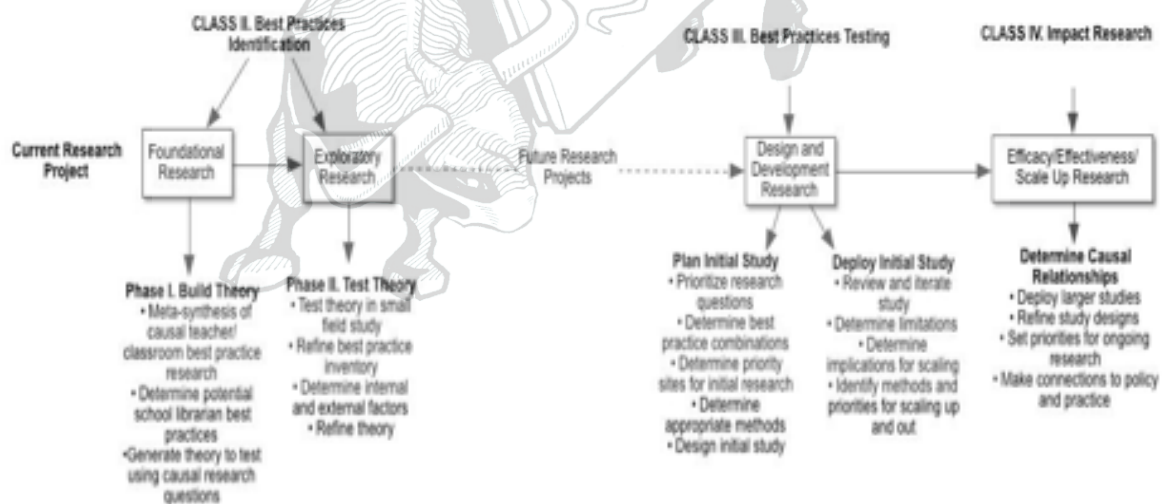 CLASS II. Best Practices
Identification
CLASS III. Best Practices Testing
CLASS IV. Impact Research
Current Research
Project
Foundational
Research
Exploratory
Research
Future Research
Projects
Design and
Development
Research
Efficacy/Effectiveness/
Scale Up Research
Phase I. Build Theory
• Meta-synthesis of
causal teacher/
classroom best practice
research
• Determine potential
school librarian best
practices
•Generate theory to test
using causal research
questions
Phase II. Test Theory
• Test theory in small
field study
• Refine best practice
inventory
• Determine internal
and external factors
• Refine theory
Plan Initial Study
• Prioritize research
questions
• Determine best
practice combinations
• Determine priority
sites for initial research
• Determine
appropriate methods
• Design initial study
Deploy Initial Study
• Review and iterate
study
• Determine limitations
• Determine
implications for scaling
• Identify methods and
priorities for scaling up
and out
Determine Causal
Relationships
• Deploy larger studies
• Refine study designs
• Set priorities for ongoing
research
• Make connections to policy
and practice